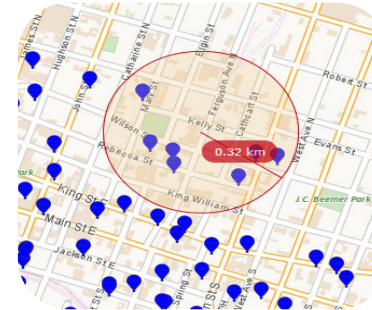 James St N
Hughson St N
John St
Catharine St N
Mary St
Elgin St
Ferguson Ave N
Cathcart St
West Ave N
Robert St
Evans St
Wilson St
Kelly St
Rebecca St
0.32 km
King William St
J.C. Beemer Park
Park
King St E
Main St E
Jackson St E
Spring St
West Ave S